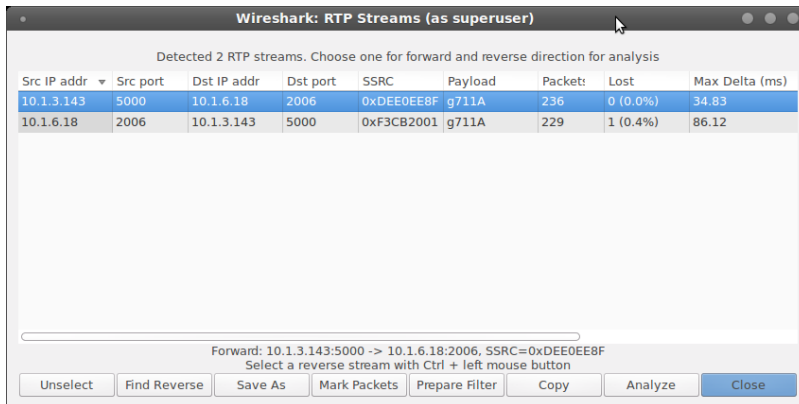 Wireshark: RTP Streams (as superuser)
Detected 2 RTP streams. Choose one for forward and reverse direction for analysis
Src IP addr Src port Dst IP addr Dst port SSRC Payload Packets Lost Max Delta (ms)
10.1.3.143 5000 10.1.6.18 2006 0xDEE0EE8F g711A 236 0 (0.0%) 34.83
10.1.6.18 2006 10.1.3.143 5000 0xF3CB2001 g711A 229 1 (0.4%) 86.12
Forward: 10.1.3.143:5000 -> 10.1.6.18:2006, SSRC=0xDEE0EE8F
Select a reverse stream with Ctrl + left mouse button
Unselect Find Reverse Save As Mark Packets Prepare Filter Copy Analyze Close